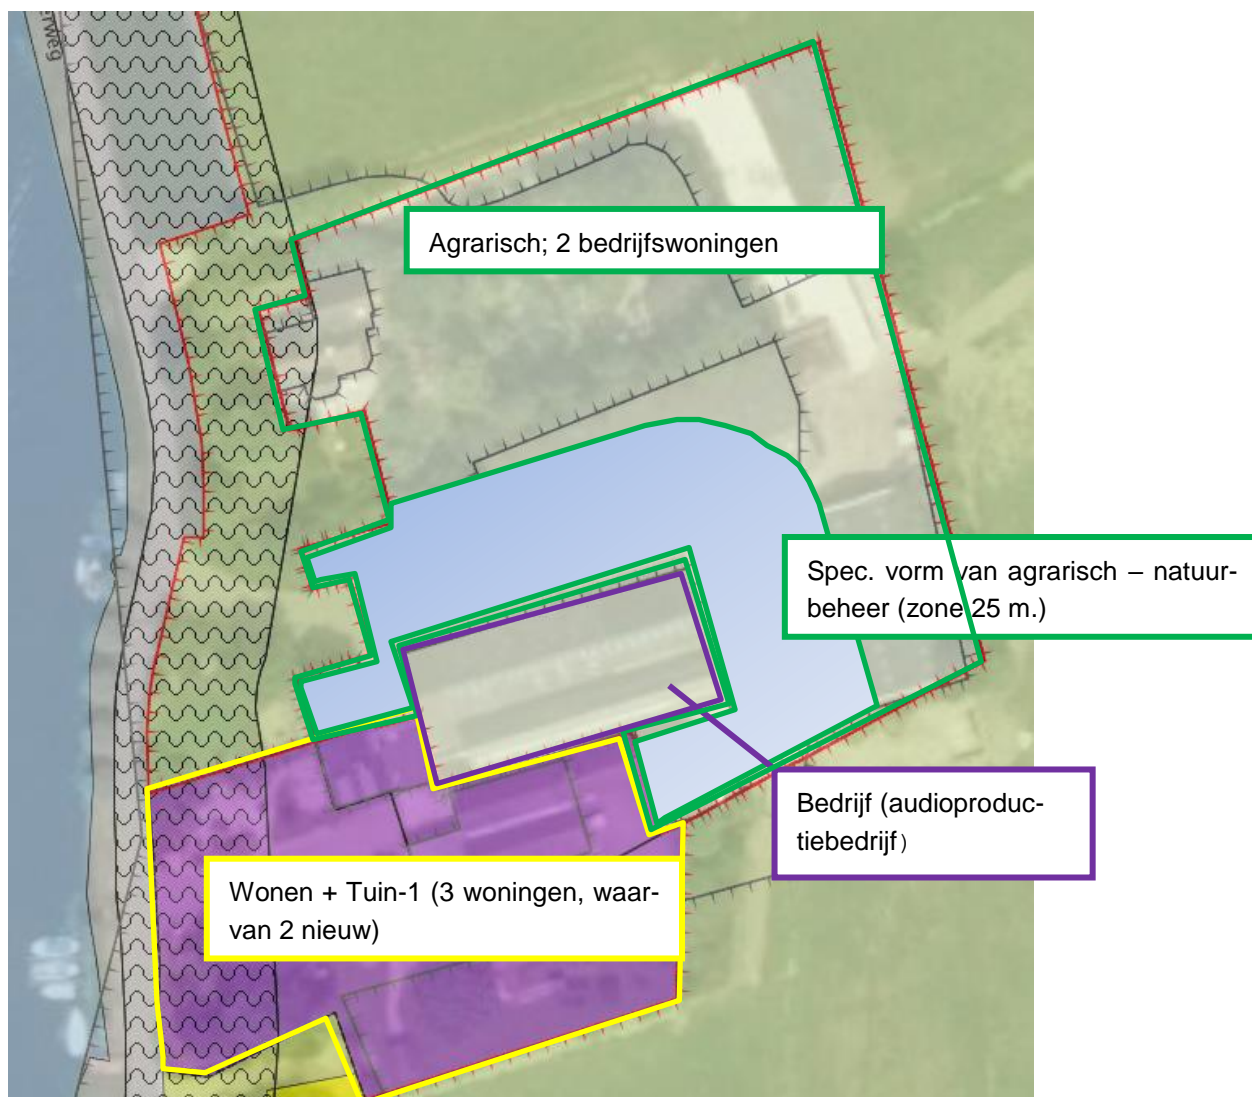 Agrarisch; 2 bedrijfswoningen
Spec. vorm van agrarisch – natuur-
beheer (zone 25 m.)
Bedrijf (audioproduc-
tiebedrijf)
Wonen + Tuin-1 (3 woningen, waar-
van 2 nieuw)